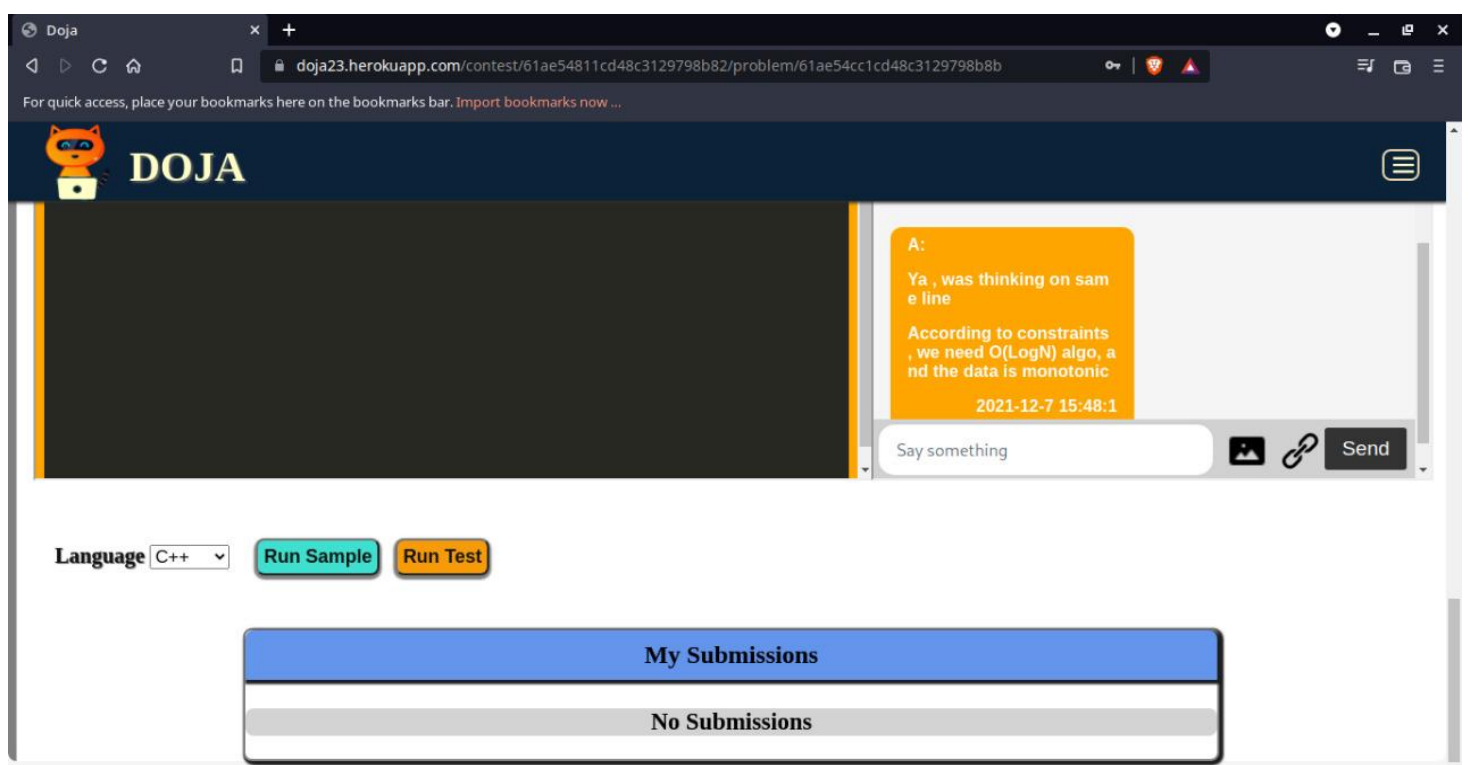 Doja
doja23.herokuapp.com/contest/61ae54811cd48c3129798b82/problem/61ae54cc1cd48c3129798b8b
For quick access, place your bookmarks here on the bookmarks bar. Import bookmarks now ...
DOJA
A:
Ya , was thinking on sam
e line
According to constraints
, we need O(LogN) algo, a
nd the data is monotonic
2021-12-7 15:48:1
Say something
Send
Language C++ Run Sample Run Test
My Submissions
No Submissions